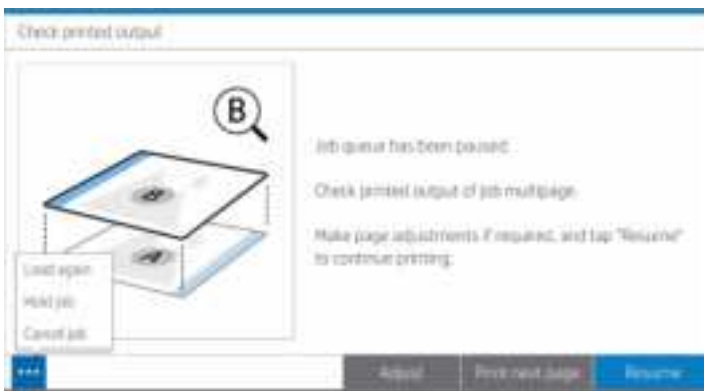 Check printed output
B
B
A
Job queue has been paused.
Check printed output of job multipage.
Make page adjustments if required, and tap "Resume"
to continue printing.
Load again
Hold job
Cancel job
Adjust
Print next page
Resume